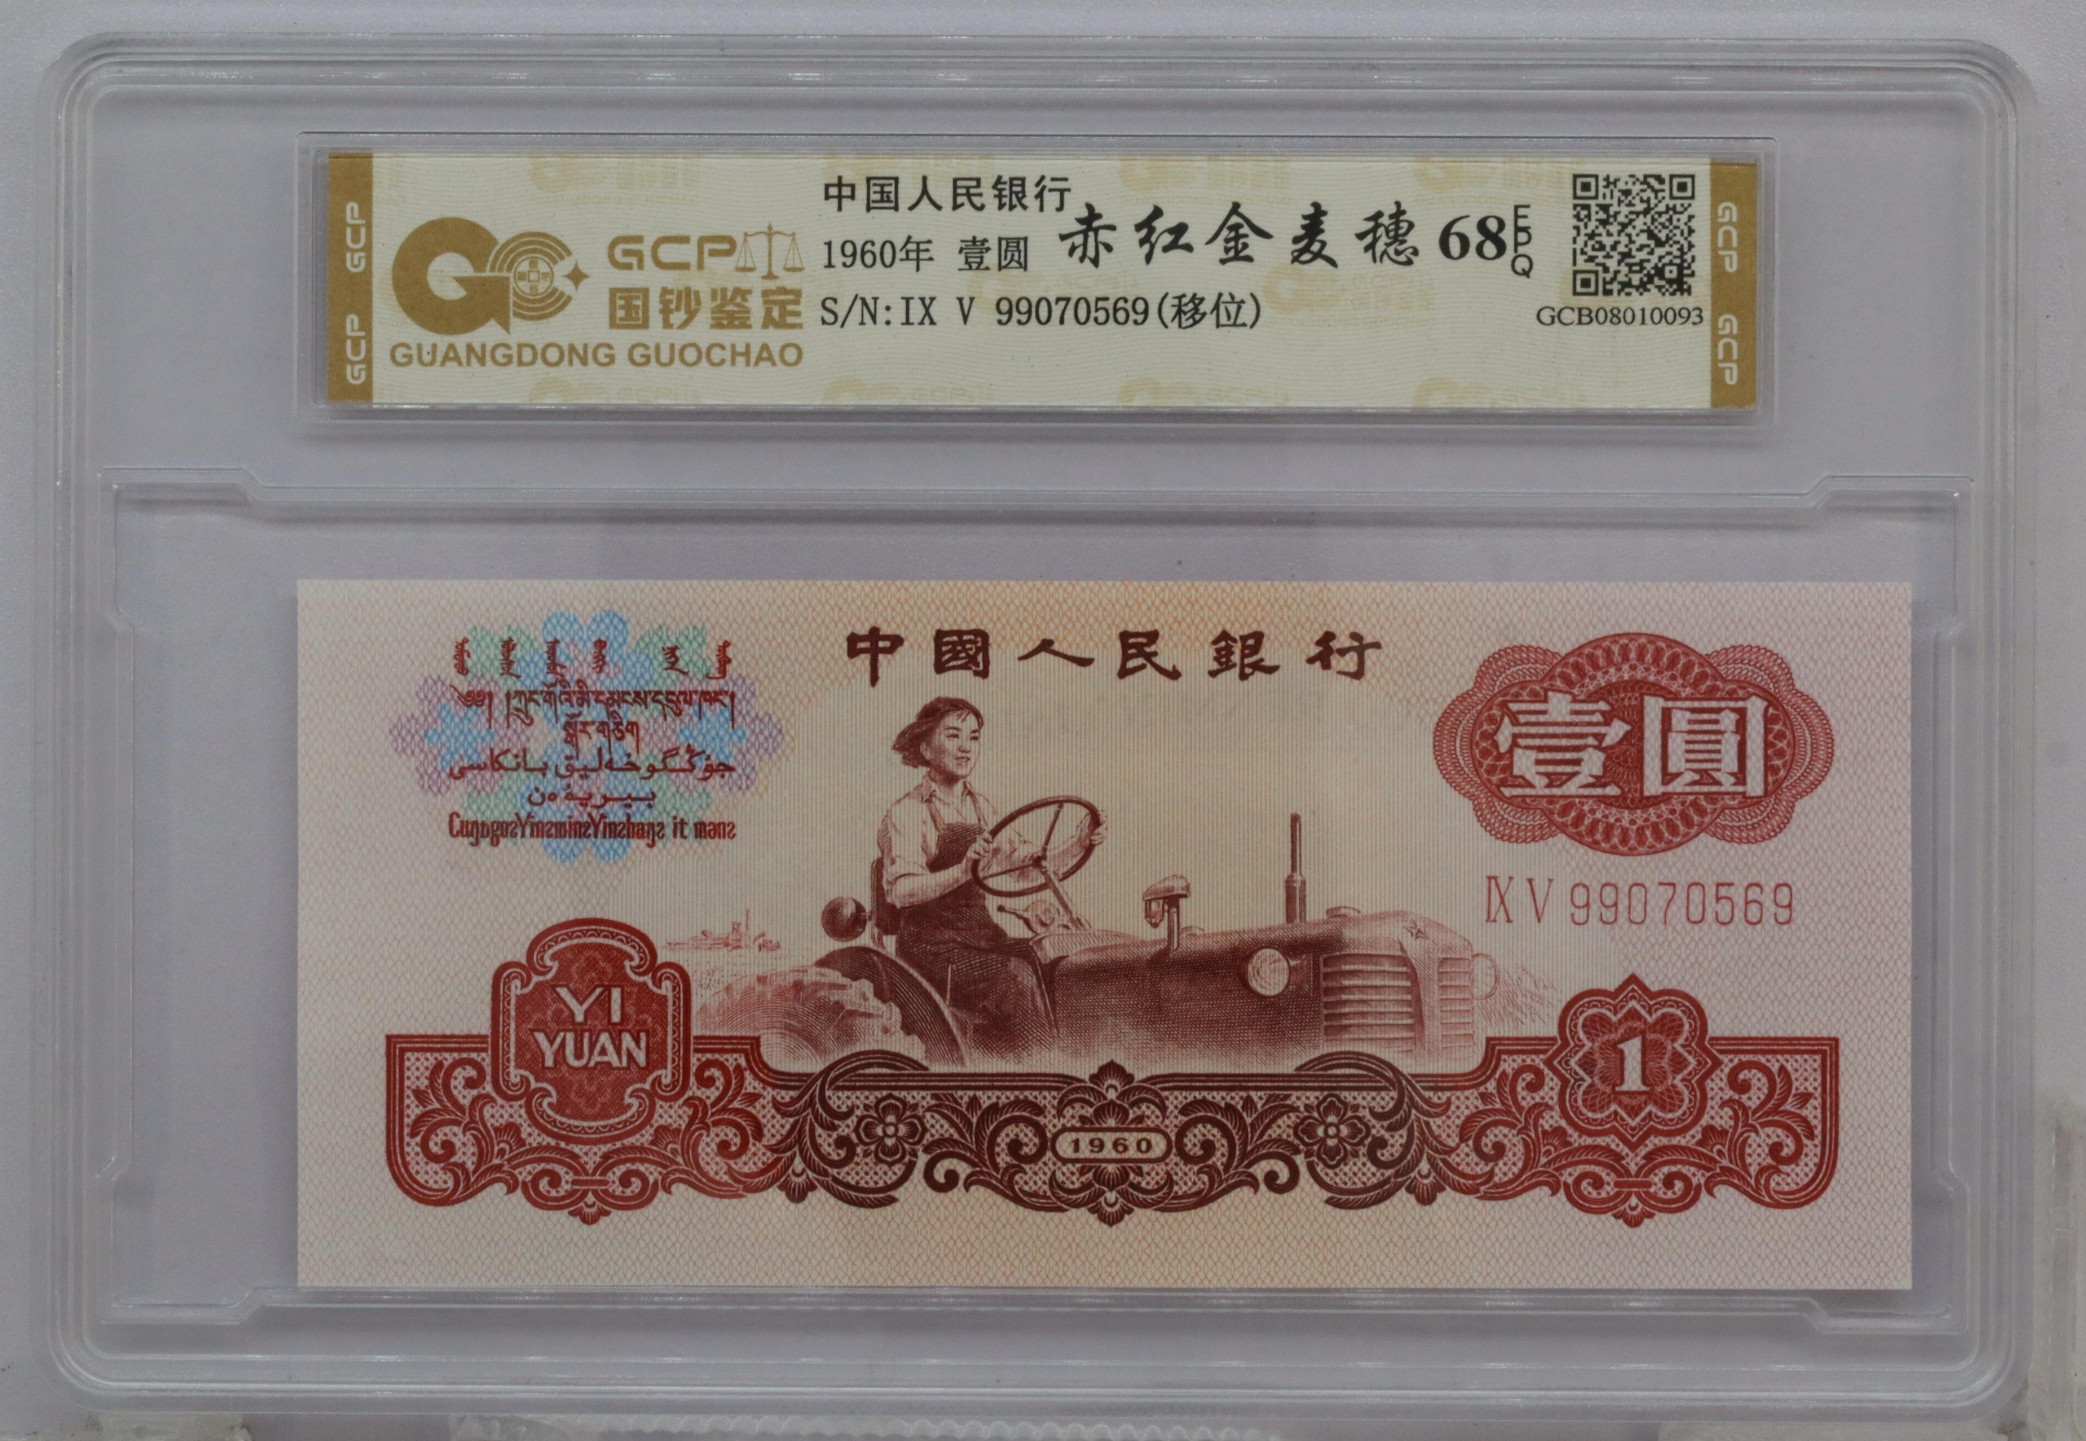 GCP
GCP
GCP
国钞鉴定
GUANGDONG GUOCHAO
中国人民银行
1960年 壹圆
赤红金麦穗 68 EPQ
S/N:IX V 99070569(移位)
GCB08010093
GCP
GCP
中國人民銀行
壹圓
IX V 99070569
YI
YUAN
1960
1